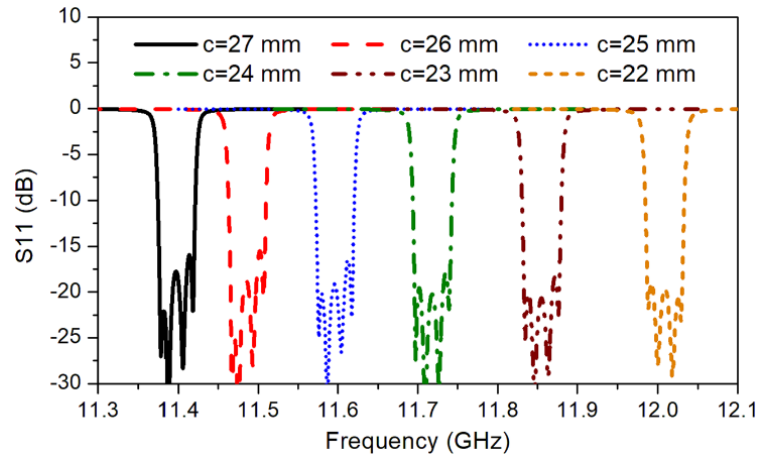 10
5
0
-5
-10
-15
-20
-25
-30
S11 (dB)
c=27 mm c=26 mm c=25 mm
c=24 mm c=23 mm c=22 mm
11.3 11.4 11.5 11.6 11.7 11.8 11.9 12.0 12.1
Frequency (GHz)